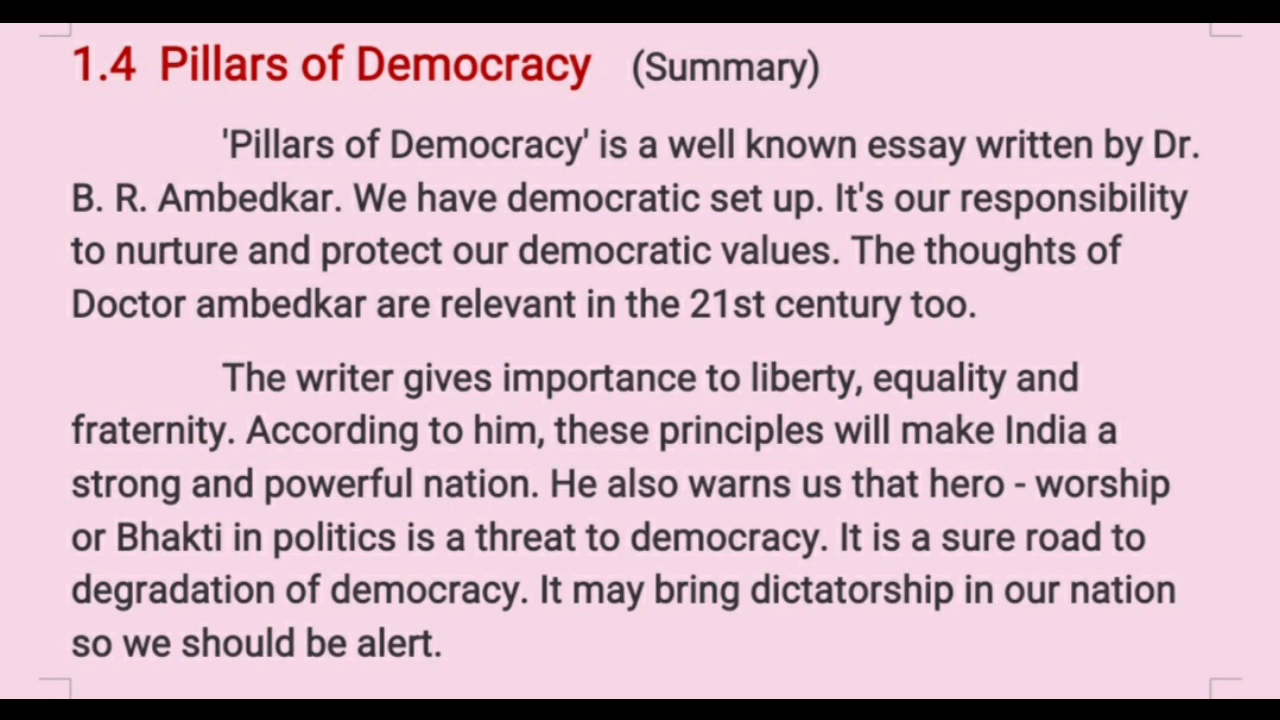 1.4 Pillars of Democracy (Summary)
'Pillars of Democracy' is a well known essay written by Dr.
B. R. Ambedkar. We have democratic set up. It's our responsibility
to nurture and protect our democratic values. The thoughts of
Doctor ambedkar are relevant in the 21st century too.
The writer gives importance to liberty, equality and
fraternity. According to him, these principles will make India a
strong and powerful nation. He also warns us that hero - worship
or Bhakti in politics is a threat to democracy. It is a sure road to
degradation of democracy. It may bring dictatorship in our nation
so we should be alert.